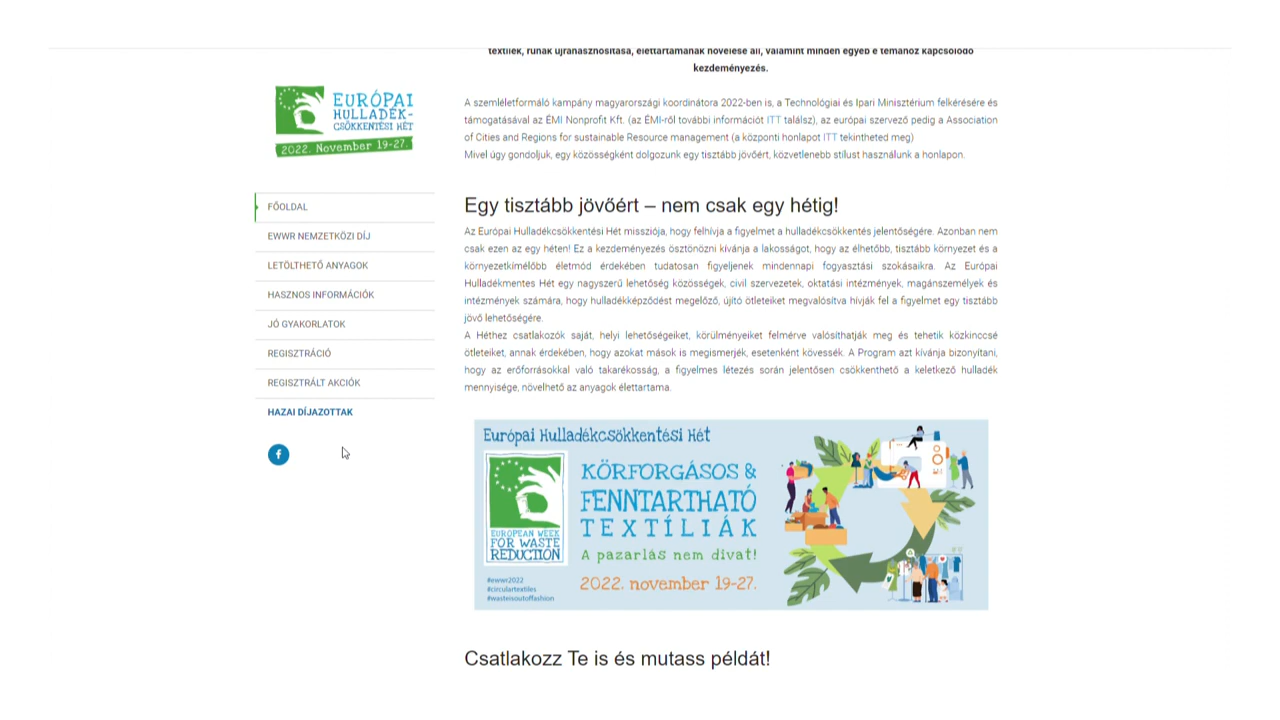 textilek, ruhák újrahasznosítása, élettartamának növelése áll, valamint minden egyéb e témához kapcsolódó
kezdeményezés.
EURÓPAI
HULLADÉK-
CSÖKKENTÉSI HÉT
2022. November 19-27.
A szemléletformáló kampány magyarországi koordinátora 2022-ben is, a Technológiai és Ipari Minisztérium felkérésére és
támogatásával az ÉMI Nonprofit Kft. (az ÉMI-ről további információt ITT találsz), az európai szervező pedig a Association
of Cities and Regions for sustainable Resource management (a központi honlapot ITT tekintheted meg)
Mivel úgy gondoljuk, egy közösségként dolgozunk egy tisztább jövőért, közvetlenebb stílust használunk a honlapon.
FŐOLDAL
EWWR NEMZETKÖZI DÍJ
LETÖLTHETŐ ANYAGOK
HASZNOS INFORMÁCIÓK
JÓ GYAKORLATOK
REGISZTRÁCIÓ
REGISZTRÁLT AKCIÓK
HAZAI DÍJAZOTTAK
Egy tisztább jövőért – nem csak egy hétig!
Az Európai Hulladékcsökkentési Hét missziója, hogy felhívja a figyelmet a hulladékcsökkentés jelentőségére. Azonban nem
csak ezen az egy héten! Ez a kezdeményezés ösztönözni kívánja a lakosságot, hogy az élhetőbb, tisztább környezet és a
környezetkímélőbb életmód érdekében tudatosan figyeljenek mindennapi fogyasztási szokásaikra. Az Európai
Hulladékmentes Hét egy nagyszerű lehetőség közösségek, civil szervezetek, oktatási intézmények, magánszemélyek és
intézmények számára, hogy hulladékképződést megelőző, újító ötleteiket megvalósítva hívják fel a figyelmet egy tisztább
jövő lehetőségére.
A Héthez csatlakozók saját, helyi lehetőségeiket, körülményeiket felmérve valósíthatják meg és tehetik közkinccsé
ötleteiket, annak érdekében, hogy azokat mások is megismerjék, esetenként kövessék. A Program azt kívánja bizonyítani,
hogy az erőforrásokkal való takarékosság, a figyelmes létezés során jelentősen csökkenthető a keletkező hulladék
mennyisége, növelhető az anyagok élettartama.
Európai Hulladékcsökkentési Hét
EUROPEAN WEEK
FOR WASTE
REDUCTION
#ewwr2022
#circulartextiles
#wasteisoutoffashion
KÖRFORGÁSOS &
FENNTARTHATÓ
TEXTÍLIÁK
A pazarlás nem divat!
2022. november 19-27.
Csatlakozz Te is és mutass példát!